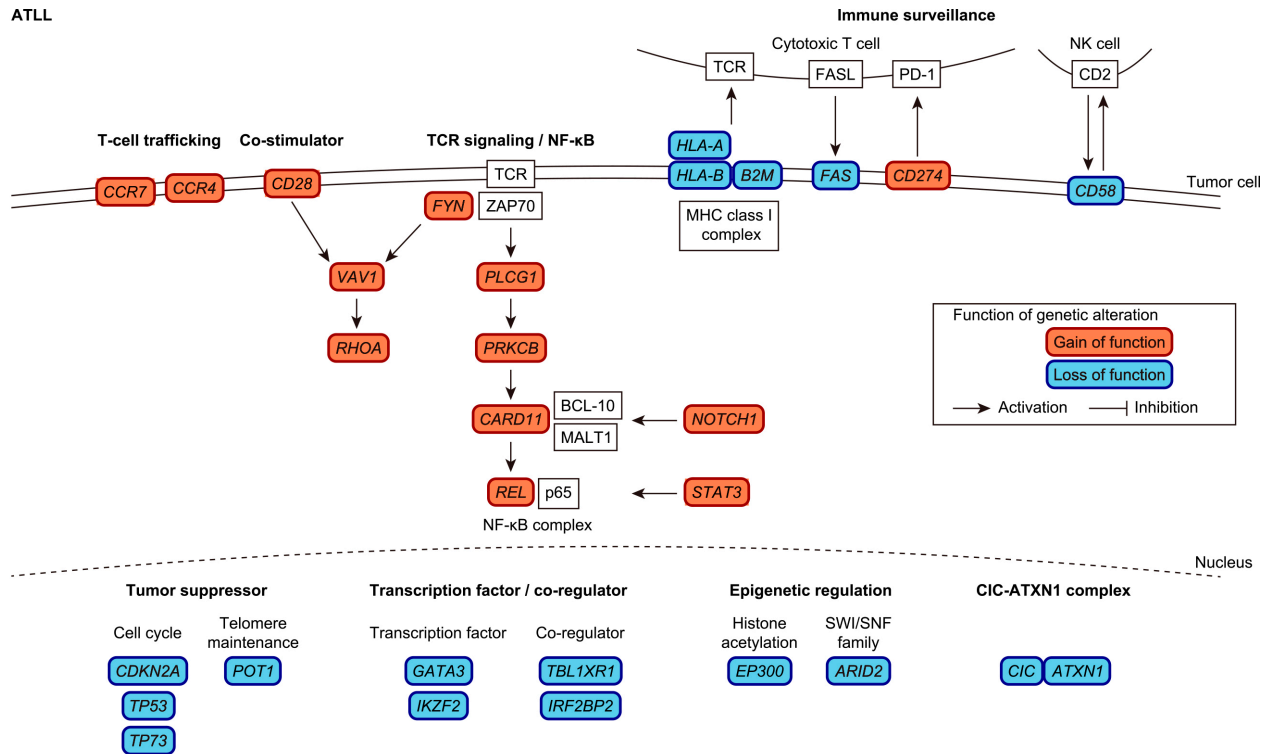 ATLL
Immune surveillance
Cytotoxic T cell
NK cell
TCR
FASL
PD-1
CD2
T-cell trafficking
Co-stimulator
TCR signaling / NF-κB
HLA-A
CCR7
CCR4
CD28
TCR
HLA-B
B2M
FAS
CD274
CD58
Tumor cell
FYN
ZAP70
MHC class I
complex
VAV1
PLCG1
RHOA
PRKCB
Function of genetic alteration
Gain of function
Loss of function
Activation
Inhibition
CARD11
BCL-10
MALT1
NOTCH1
REL
p65
STAT3
NF-κB complex
Nucleus
Tumor suppressor
Transcription factor / co-regulator
Epigenetic regulation
CIC-ATXN1 complex
Cell cycle
Telomere
maintenance
Transcription factor
Co-regulator
Histone
acetylation
SWI/SNF
family
CDKN2A
POT1
GATA3
TBL1XR1
EP300
ARID2
CIC
ATXN1
TP53
IKZF2
IRF2BP2
TP73